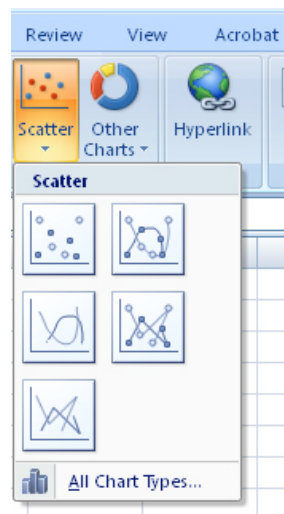 Review View Acrobat
Scatter Other Charts Hyperlink
Scatter
All Chart Types...